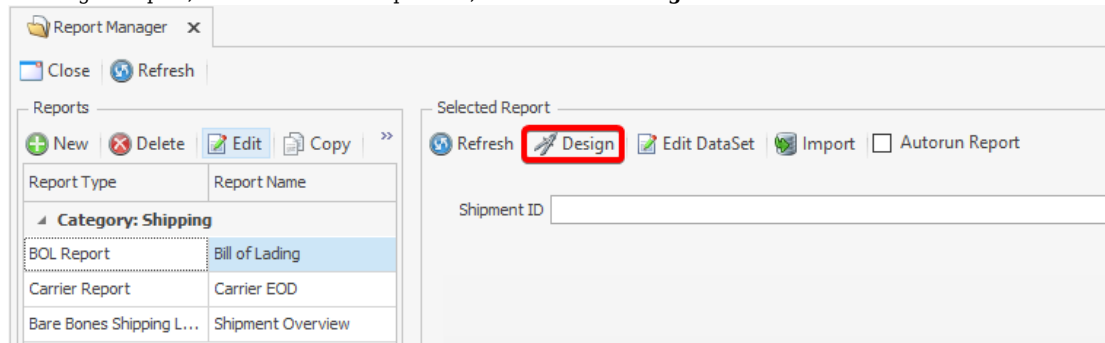 Report Manager x
Close Refresh
Reports
New Delete Edit Copy »
Report Type Report Name
Category: Shipping
BOL Report Bill of Lading
Carrier Report Carrier EOD
Bare Bones Shipping L... Shipment Overview
Selected Report
Refresh Design Edit DataSet Import Autorun Report
Shipment ID